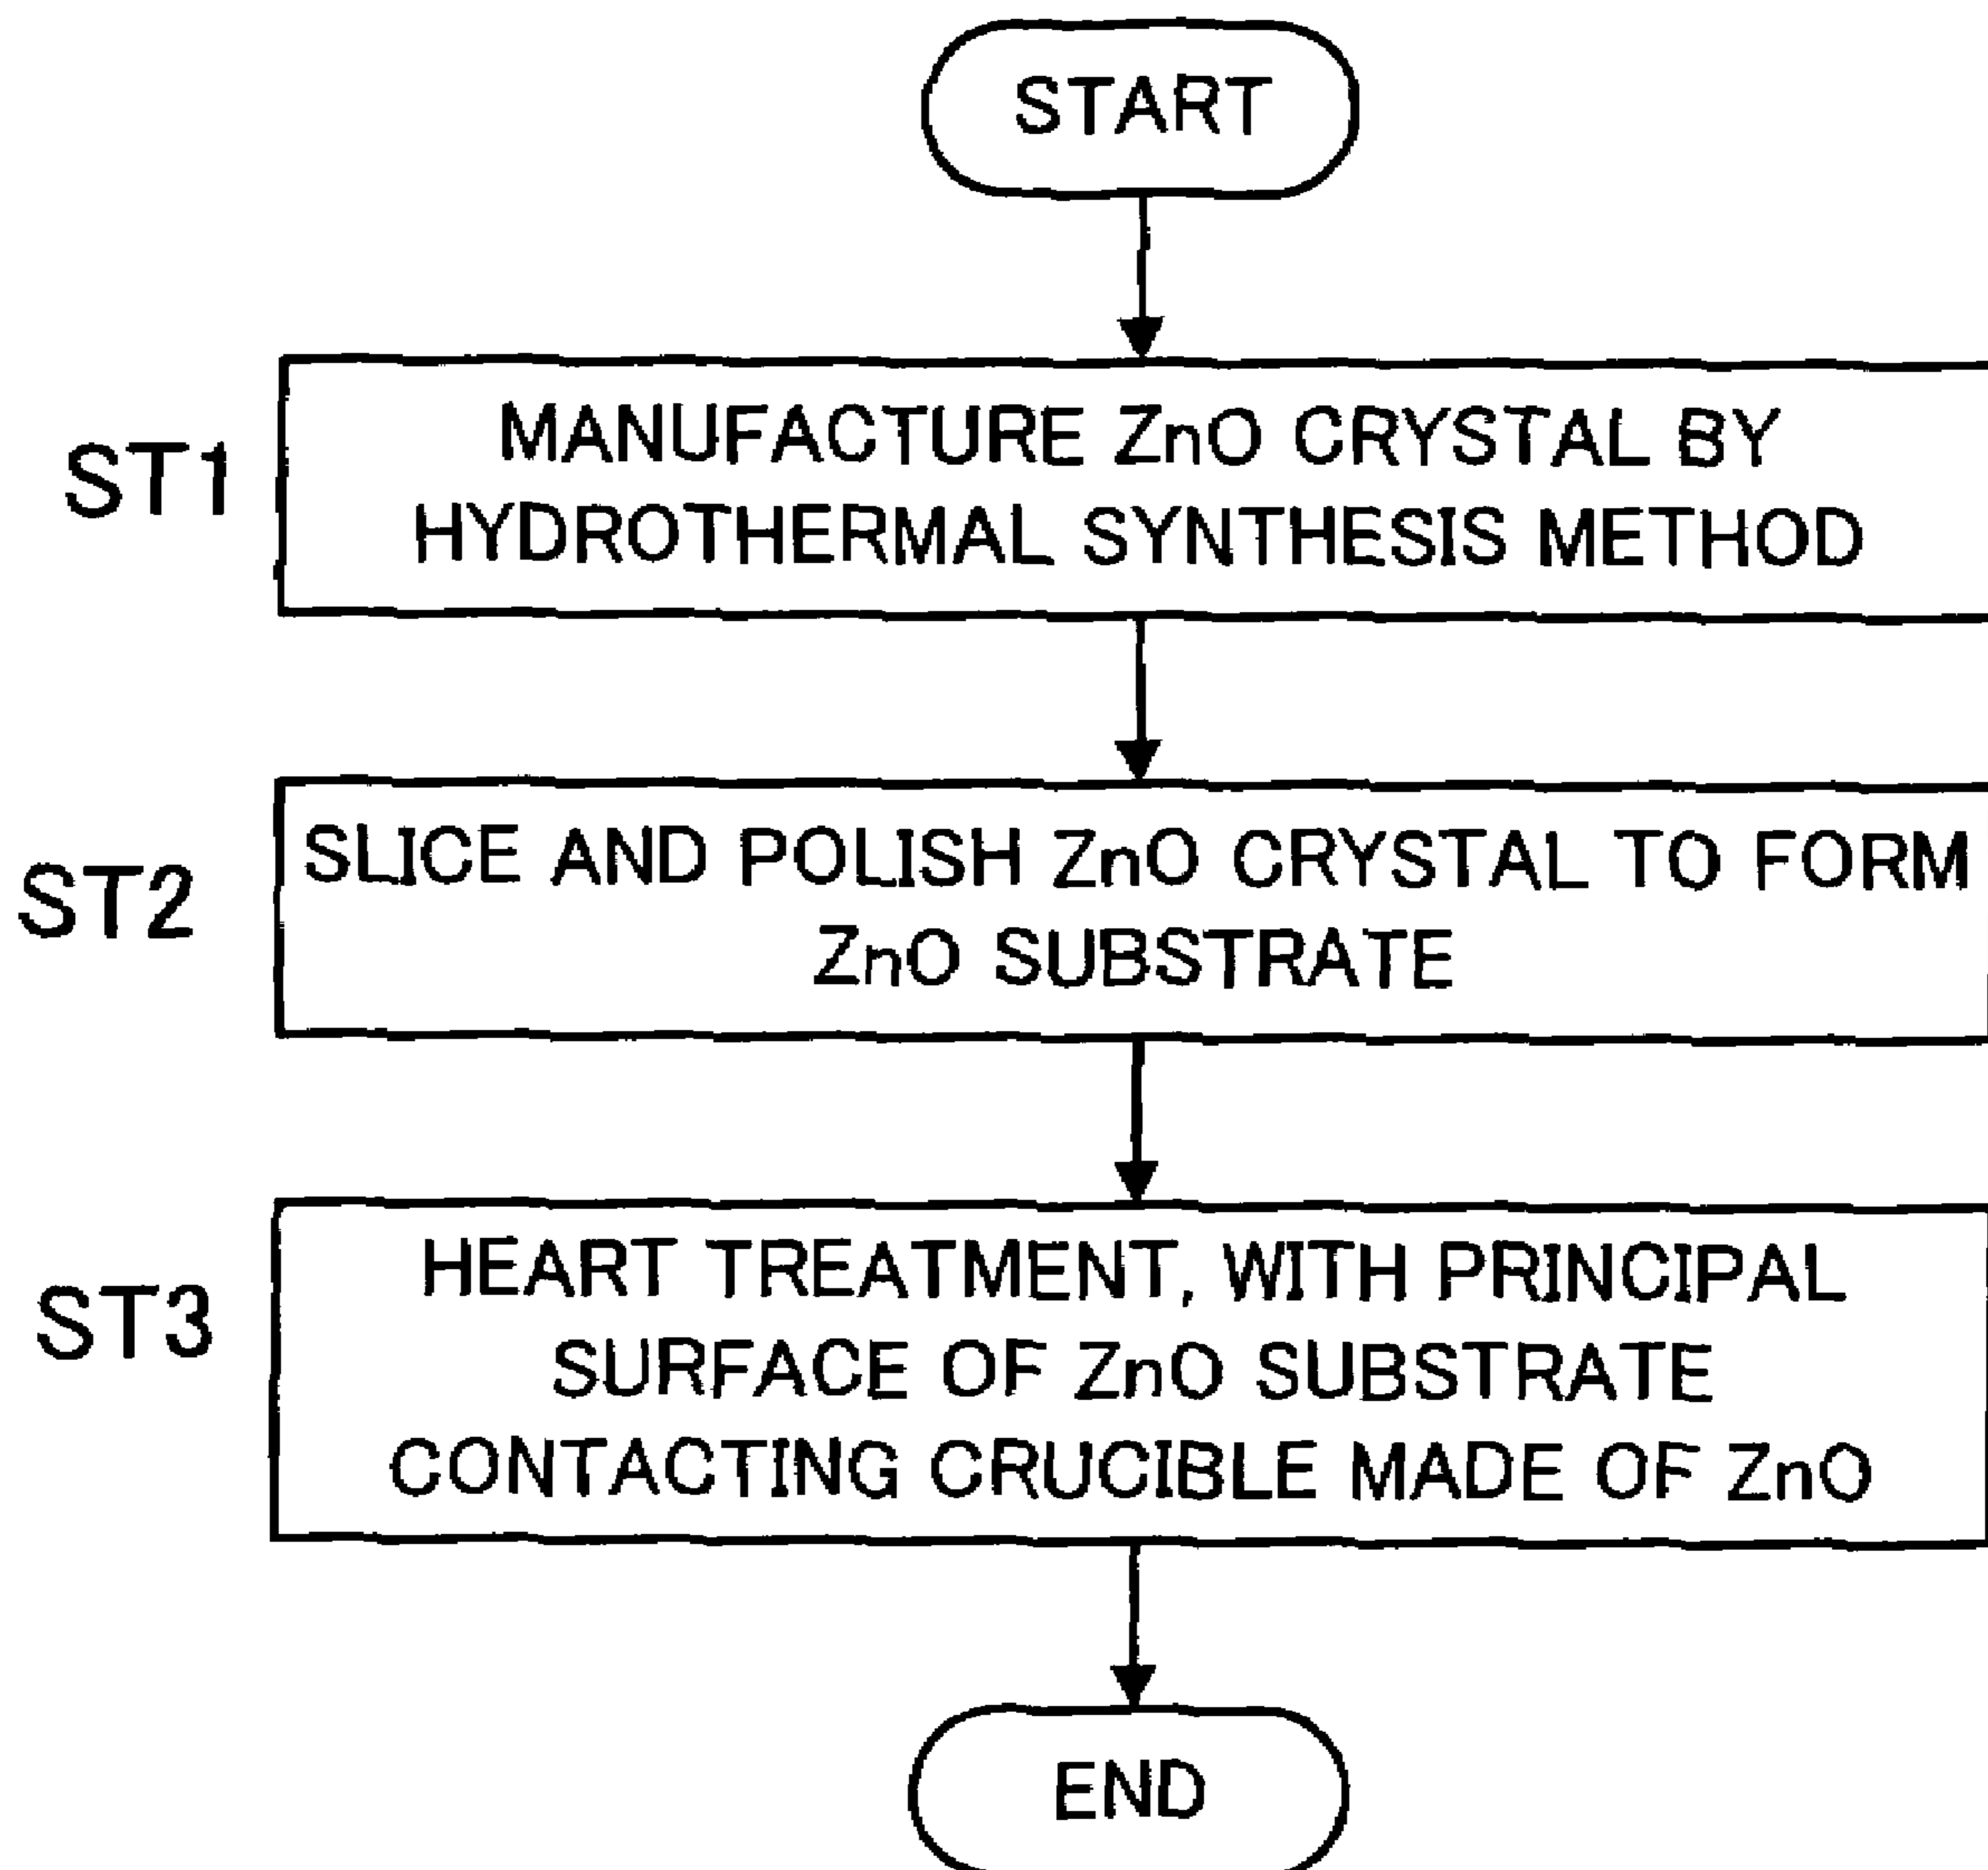 START
ST1
MANUFACTURE ZnO CRYSTAL BY
HYDROTHERMAL SYNTHESIS METHOD
ST2
SLICE AND POLISH ZnO CRYSTAL TO FORM
ZnO SUBSTRATE
ST3
HEART TREATMENT, WITH PRINCIPAL
SURFACE OF ZnO SUBSTRATE
CONTACTING CRUCIBLE MADE OF ZnO
END